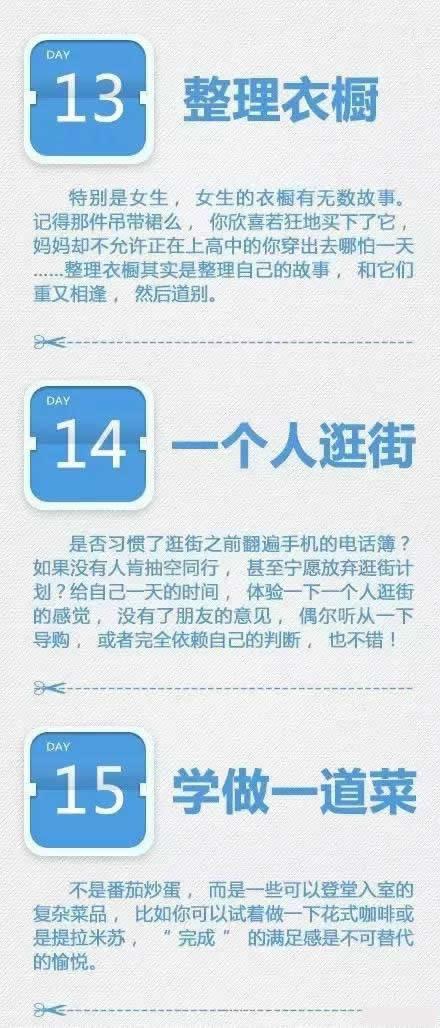 DAY
13
整理衣橱
特别是女生，女生的衣橱有无数故事。
记得那件吊带裙么，你欣喜若狂地买下了它，
妈妈却不允许正在上高中的你穿出去哪怕一天
……整理衣橱其实是整理自己的故事，和它们
重又相逢，然后道别。
DAY
14
一个人逛街
是否习惯了逛街之前翻遍手机的电话簿？
如果没有人肯抽空同行，甚至宁愿放弃逛街计
划？给自己一天的时间，体验一下一个人逛街
的感觉，没有了朋友的意见，偶尔听从一下
导购，或者完全依赖自己的判断，也不错！
DAY
15
学做一道菜
不是番茄炒蛋，而是一些可以登堂入室的
复杂菜品，比如你可以试着做一下花式咖啡或
是提拉米苏，“完成”的满足感是不可替代
的愉悦。